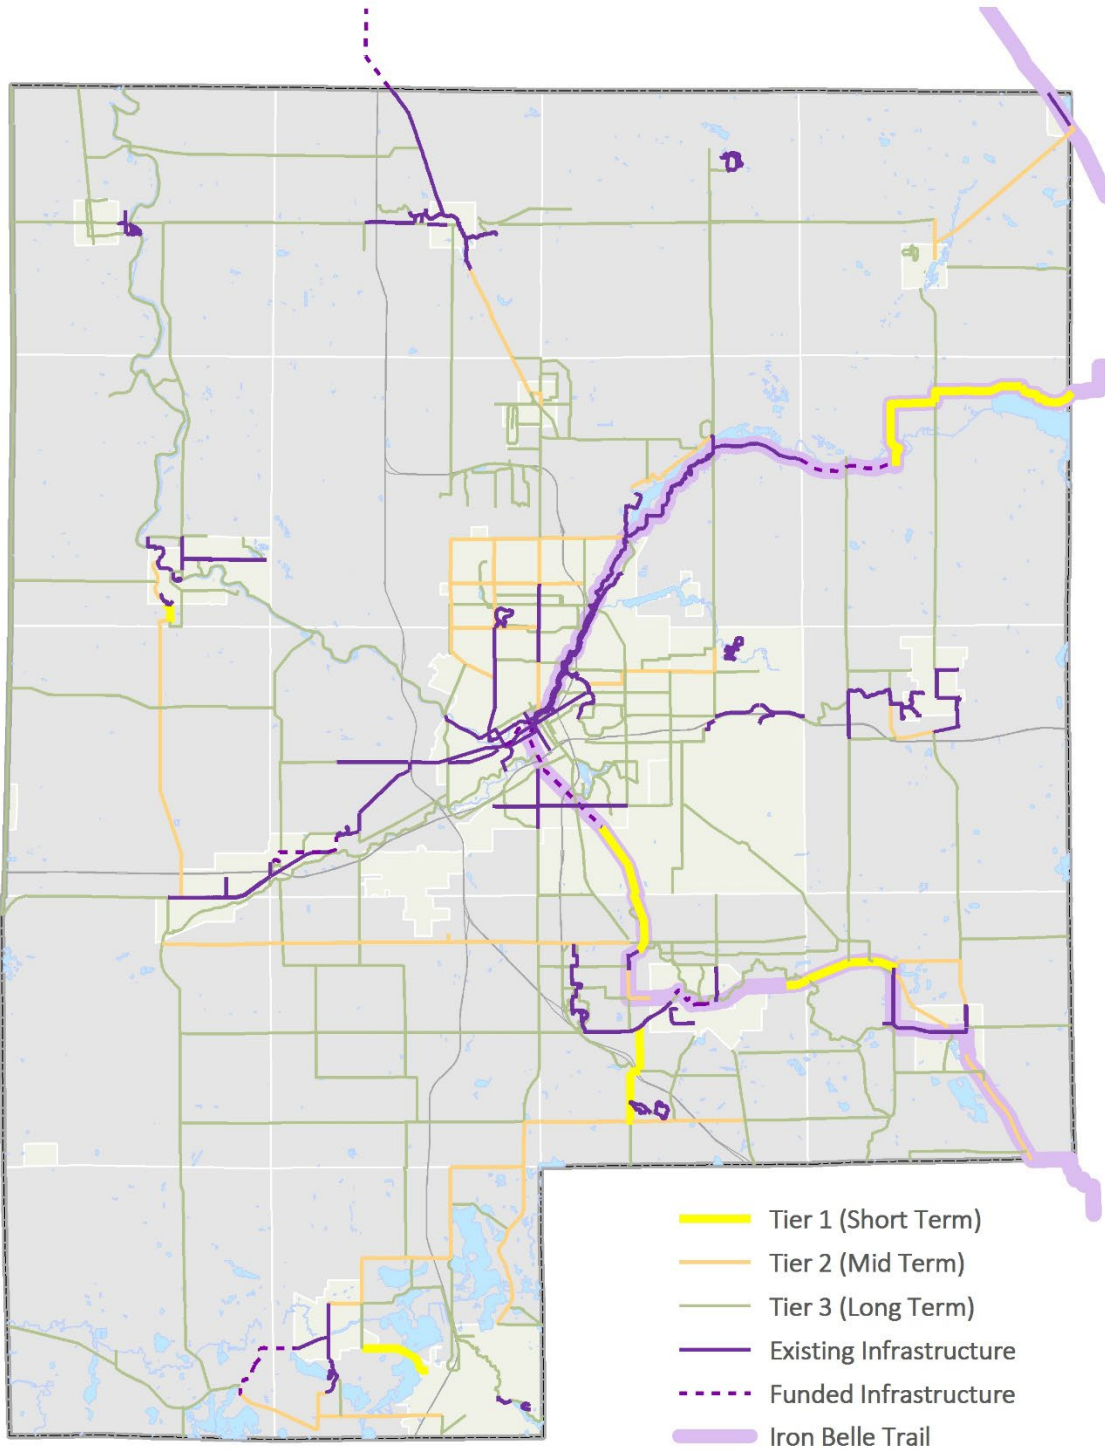 Tier 1 (Short Term)
Tier 2 (Mid Term)
Tier 3 (Long Term)
Existing Infrastructure
Funded Infrastructure
Iron Belle Trail